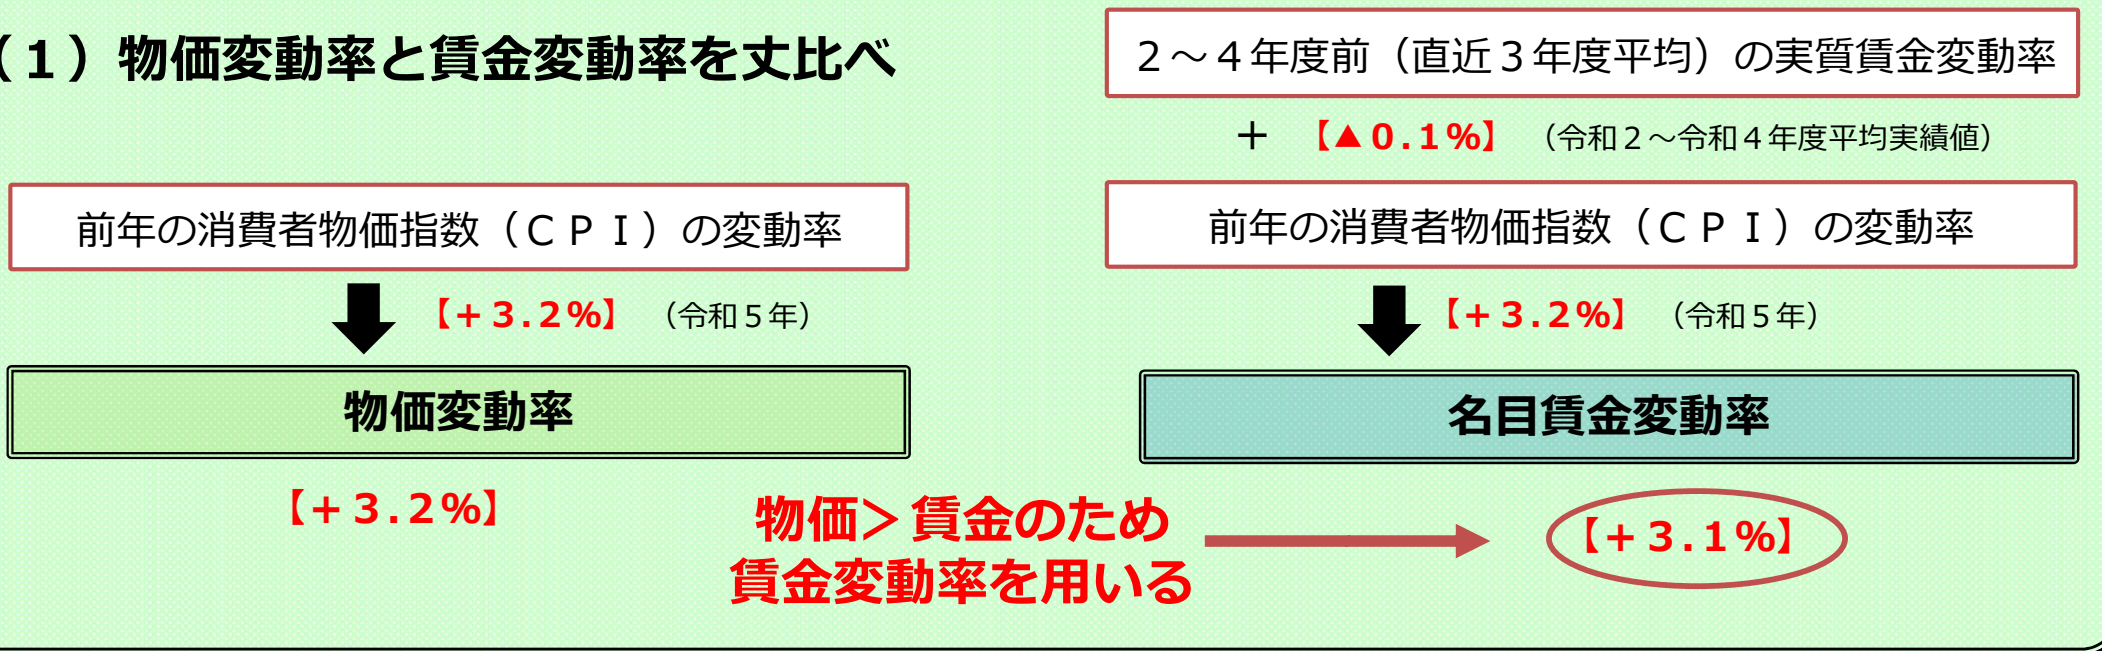 （１）物価変動率と賃金変動率を丈比べ
前年の消費者物価指数（ＣＰＩ）の変動率
【+３.２%】（令和５年）
物価変動率
【+３.２%】
２～４年度前（直近３年度平均）の実質賃金変動率
＋ 【▲０.１%】（令和２～令和４年度平均実績値）
前年の消費者物価指数（ＣＰＩ）の変動率
【+３.２%】（令和５年）
名目賃金変動率
【+３.１%】
物価＞賃金のため
賃金変動率を用いる